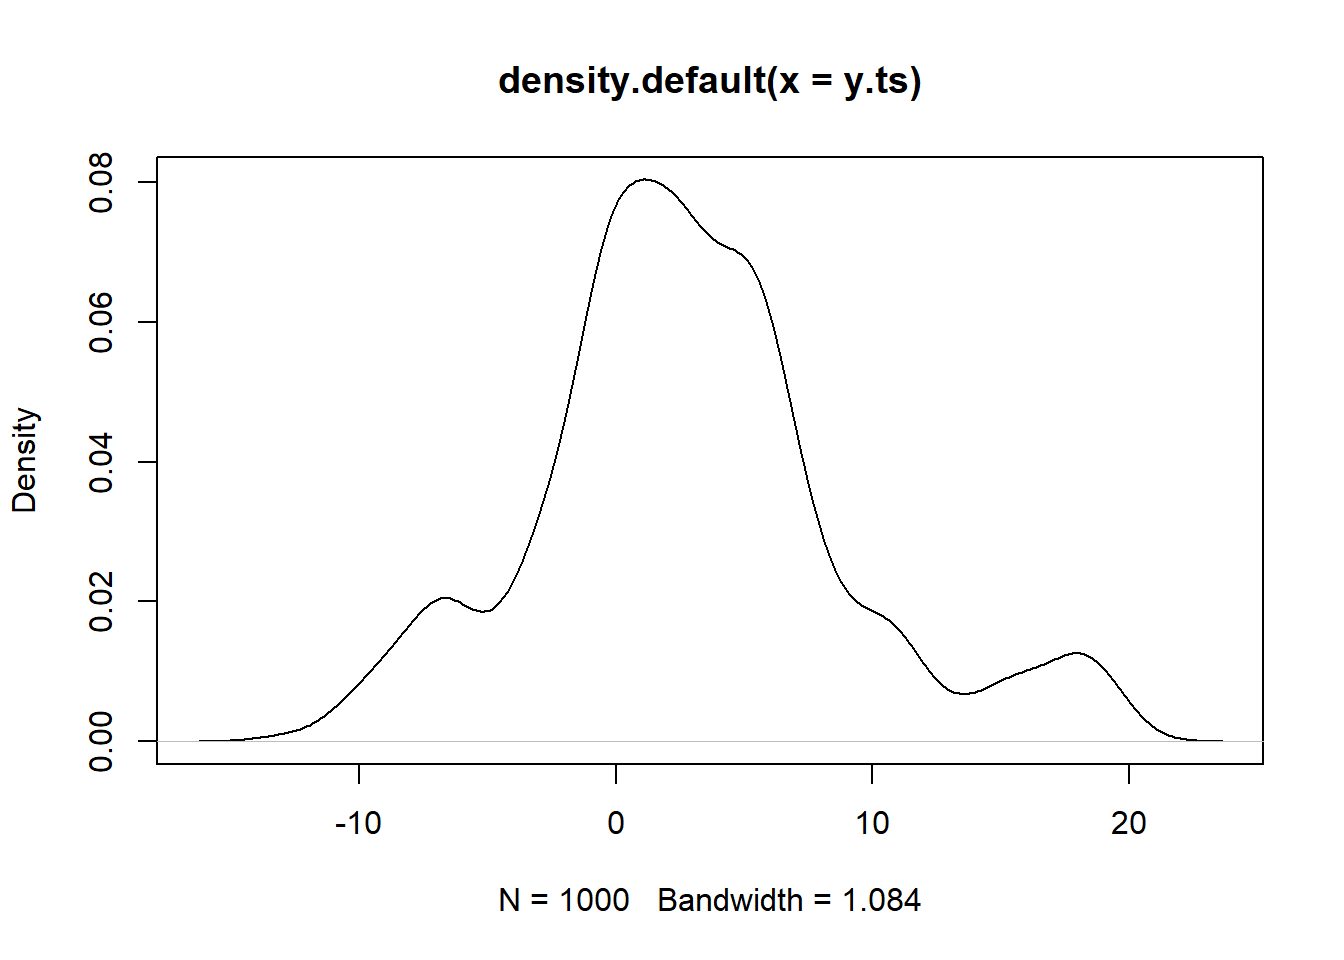 density.default(x = y.ts)
Density
0.08
0.06
0.04
0.02
0.00
-10 0 10 20
N = 1000 Bandwidth = 1.084